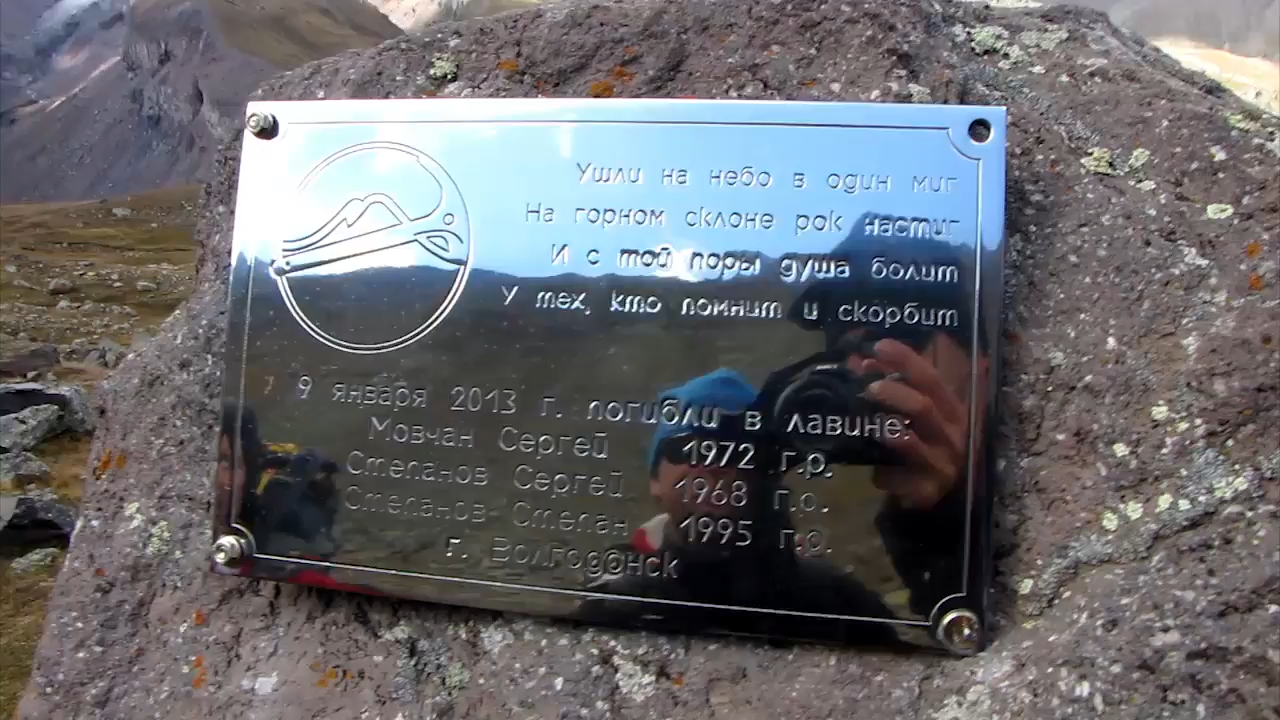 Ушли на небо в один миг
На горном склоне рок настиг
И с той поры душа болит
У тех, кто помнит и скорбит
9 января 2013 г. погибли в лавине:
Мовчан Сергей 1972 г.р.
Степанов Сергей 1968 г.р.
Степанов Степан 1995 г.р.
г. Волгодонск